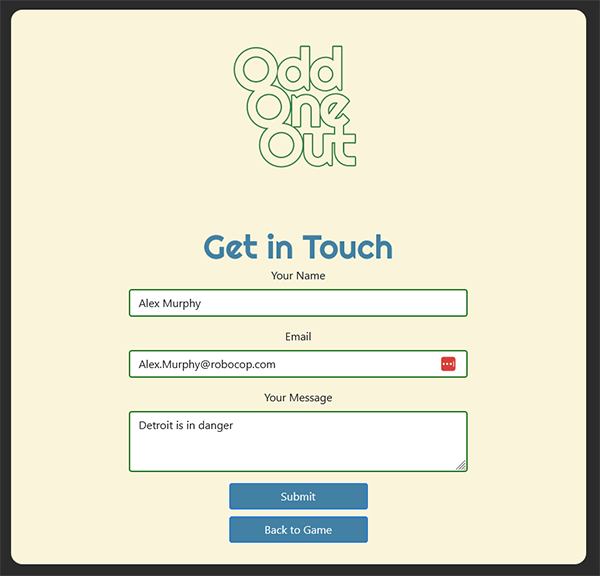 Odd
One
Out
Get in Touch
Your Name
Alex Murphy
Email
Alex.Murphy@robocop.com
Your Message
Detroit is in danger
Submit
Back to Game